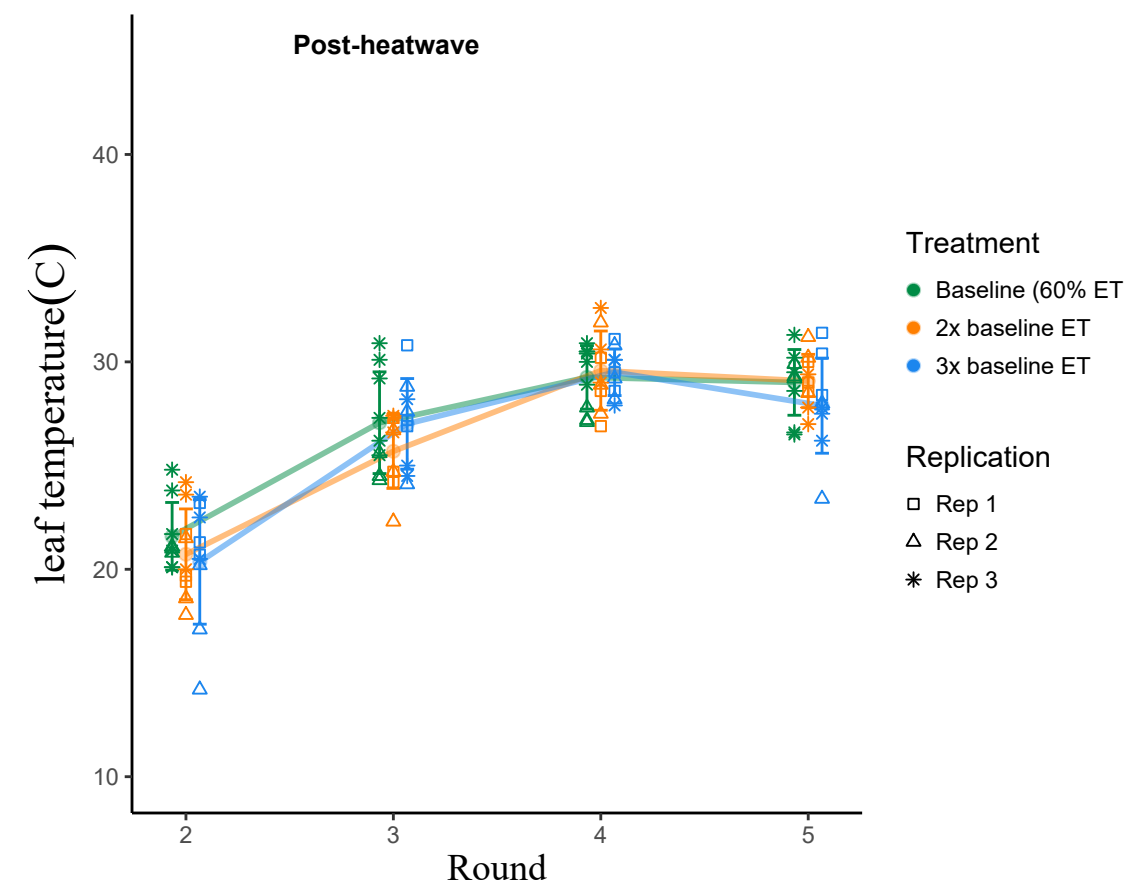 Post-heatwave
40
30
20
10
leaf temperature(C)
2
3
4
5
Round
Treatment
Baseline (60% ET
2x baseline ET
3x baseline ET
Replication
Rep 1
Rep 2
Rep 3